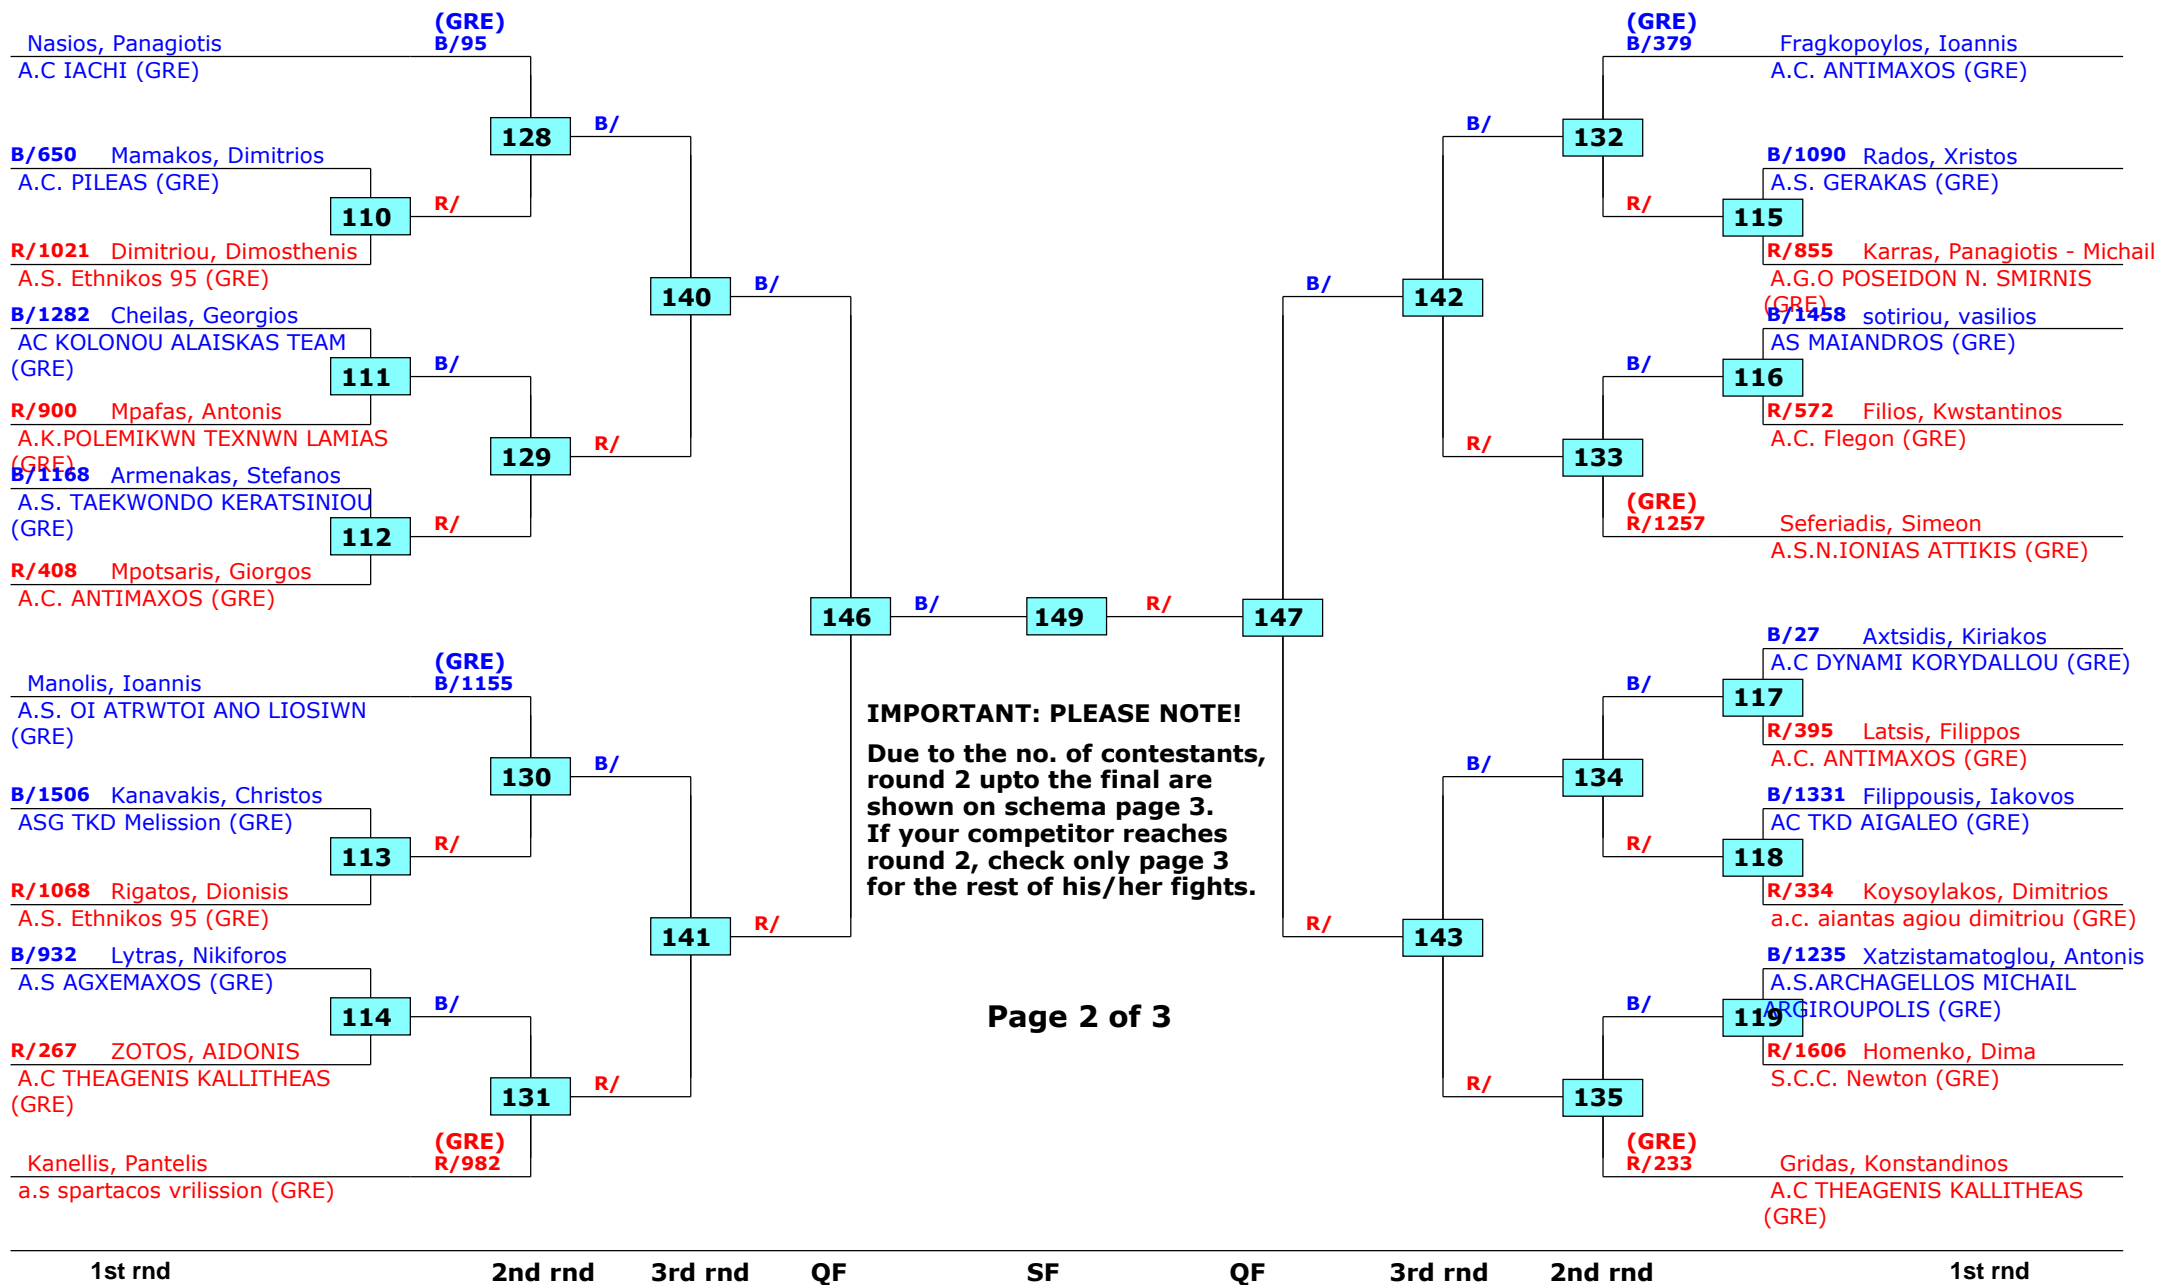 (GRE)
Nasios, Panagiotis
B/95
A.C IACHI (GRE)
128
B/
B/650 Mamakos, Dimitrios
A.C. PILEAS (GRE)
110
R/
R/1021 Dimitriou, Dimosthenis
A.S. Ethnikos 95 (GRE)
140
B/
B/1282 Cheilas, Georgios
AC KOLONOU ALAISKAS TEAM
(GRE)
111
B/
R/900 Mpafas, Antonis
A.K.POLEMIKWN TEXNWN LAMIAS
(GRE)
129
R/
B/1168 Armenakas, Stefanos
A.S. TAEKWONDO KERATSINIOU
(GRE)
112
R/
R/408 Mpotsaris, Giorgos
A.C. ANTIMAXOS (GRE)
146
B/
149
R/
147
(GRE)
Manolis, Ioannis
B/1155
A.S. OI ATRWTOI ANO LIOSIWN
(GRE)
130
B/
B/1506 Kanavakis, Christos
ASG TKD Melission (GRE)
113
R/
R/1068 Rigatos, Dionisis
A.S. Ethnikos 95 (GRE)
141
R/
B/932 Lytras, Nikiforos
A.S AGXEMAXOS (GRE)
114
B/
R/267 ZOTOS, AIDONIS
A.C THEAGENIS KALLITHEAS
(GRE)
131
R/
(GRE)
Kanellis, Pantelis
R/982
a.s spartacos vrilission (GRE)
IMPORTANT: PLEASE NOTE!
Due to the no. of contestants,
round 2 upto the final are
shown on schema page 3.
If your competitor reaches
round 2, check only page 3
for the rest of his/her fights.
Page 2 of 3
(GRE)
B/379
Fragkopoylos, Ioannis
A.C. ANTIMAXOS (GRE)
B/
132
B/1090 Rados, Xristos
A.S. GERAKAS (GRE)
R/
115
R/855 Karras, Panagiotis - Michail
A.G.O POSEIDON N. SMIRNIS
(GRE)
B/
142
B/1458 sotiriou, vasilios
AS MAIANDROS (GRE)
B/
116
R/572 Filios, Kwstantinos
A.C. Flegon (GRE)
R/
133
(GRE)
R/1257
Seferiadis, Simeon
A.S.N.IONIAS ATTIKIS (GRE)
B/27 Axtsidis, Kiriakos
A.C DYNAMI KORYDALLOU (GRE)
B/
117
R/395 Latsis, Filippos
A.C. ANTIMAXOS (GRE)
B/
134
B/1331 Filippousis, Iakovos
AC TKD AIGALEO (GRE)
R/
118
R/334 Koysoylakos, Dimitrios
a.c. aiantas agiou dimitriou (GRE)
R/
143
B/1235 Xatzistamatoglou, Antonis
A.S.ARCHAGELLOS MICHAIL
ARGIROUPOLIS (GRE)
B/
119
R/1606 Homenko, Dima
S.C.C. Newton (GRE)
R/
135
(GRE)
R/233
Gridas, Konstandinos
A.C THEAGENIS KALLITHEAS
(GRE)
1st rnd 2nd rnd 3rd rnd QF SF QF 3rd rnd 2nd rnd 1st rnd